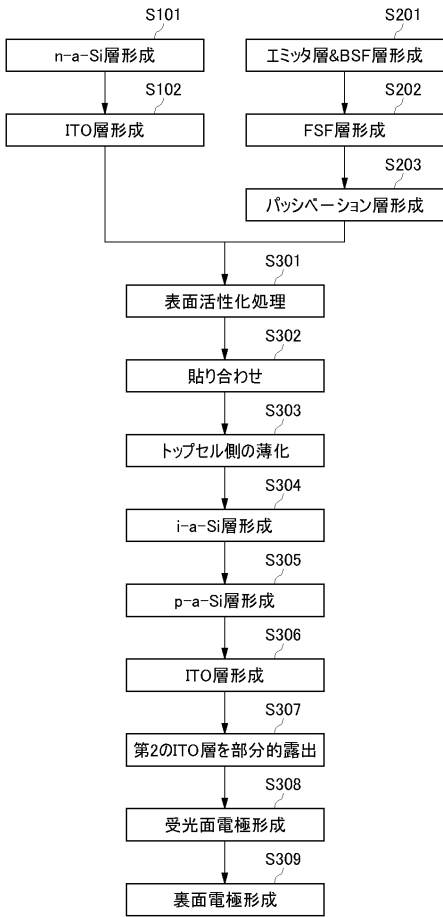 S101
n-a-Si層形成
S102
ITO層形成
S201
エミッタ層&BSF層形成
S202
FSF層形成
S203
パッシベーション層形成
S301
表面活性化処理
S302
貼り合わせ
S303
トップセル側の薄化
S304
i-a-Si層形成
S305
p-a-Si層形成
S306
ITO層形成
S307
第2のITO層を部分的露出
S308
受光面電極形成
S309
裏面電極形成